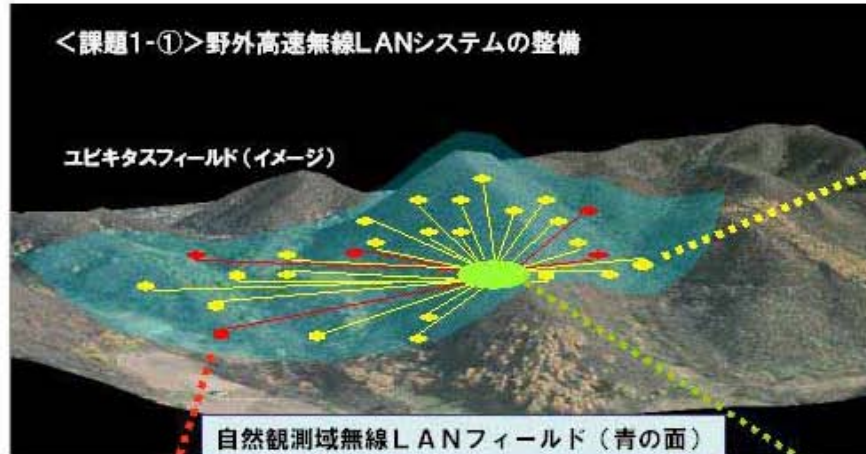 ＜課題1-①＞野外高速無線LANシステムの整備
ユビキタスフィールド(イメージ)
自然観測域無線LANフィールド(青の面)